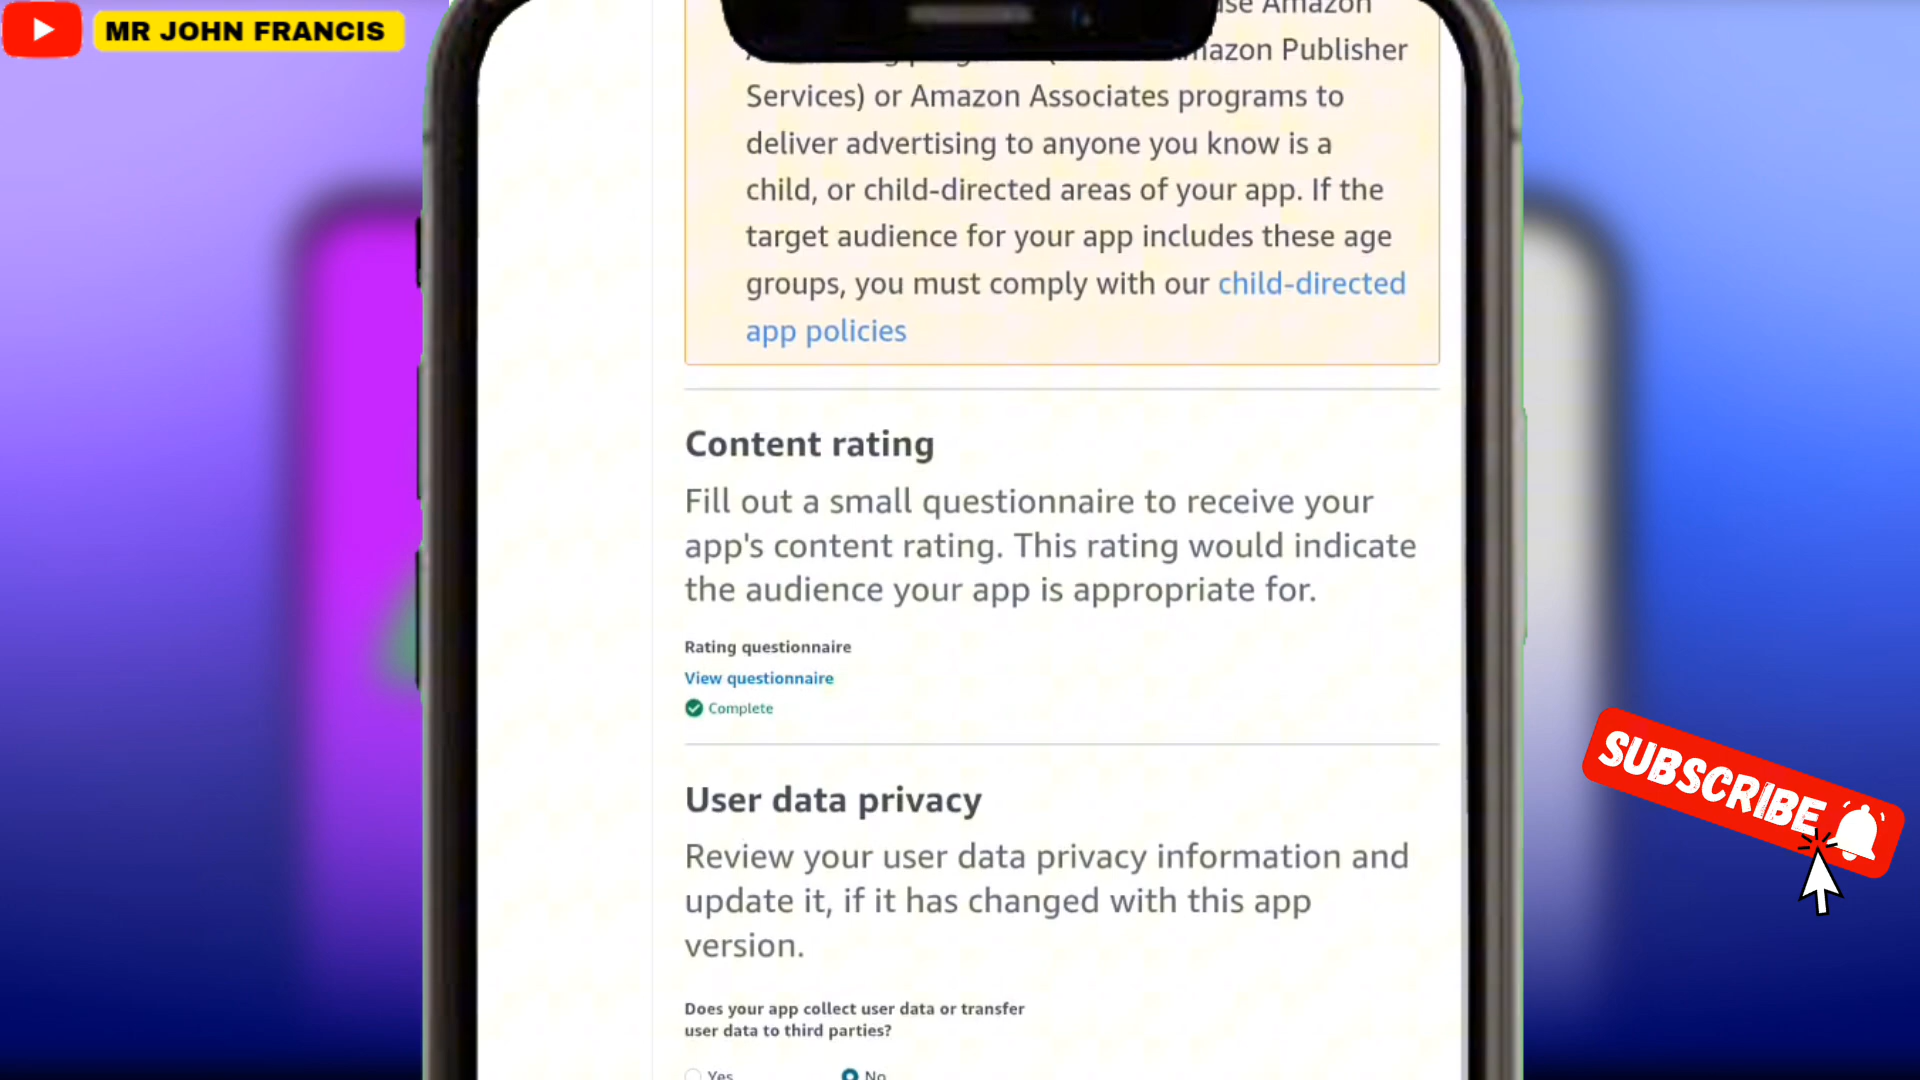 MR JOHN FRANCIS
use Amazon
Amazon Publisher
Services) or Amazon Associates programs to
deliver advertising to anyone you know is a
child, or child-directed areas of your app. If the
target audience for your app includes these age
groups, you must comply with our child-directed
app policies
Content rating
Fill out a small questionnaire to receive your
app's content rating. This rating would indicate
the audience your app is appropriate for.
Rating questionnaire
View questionnaire
Complete
SUBSCRIBE
User data privacy
Review your user data privacy information and
update it, if it has changed with this app
version.
Does your app collect user data or transfer
user data to third parties?
Yes No